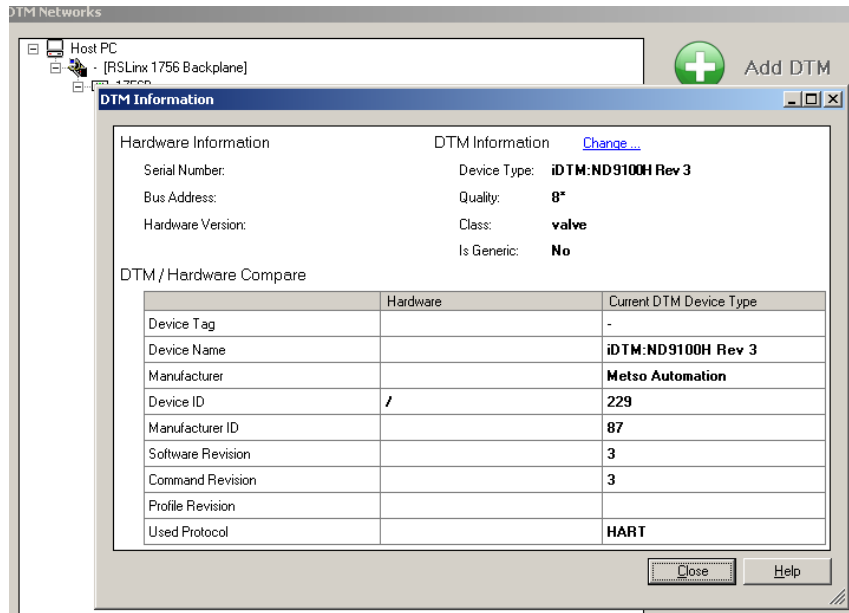 DTM Networks
Host PC
- [RSLinx 1756 Backplane]
Add DTM
DTM Information
Hardware Information
DTM Information Change ...
Serial Number:
Device Type: iDTM:ND9100H Rev 3
Bus Address:
Quality: 8*
Hardware Version:
Class: valve
Is Generic: No
DTM / Hardware Compare
Hardware Current DTM Device Type
Device Tag -
Device Name iDTM:ND9100H Rev 3
Manufacturer Metso Automation
Device ID / 229
Manufacturer ID 87
Software Revision 3
Command Revision 3
Profile Revision
Used Protocol HART
Close Help